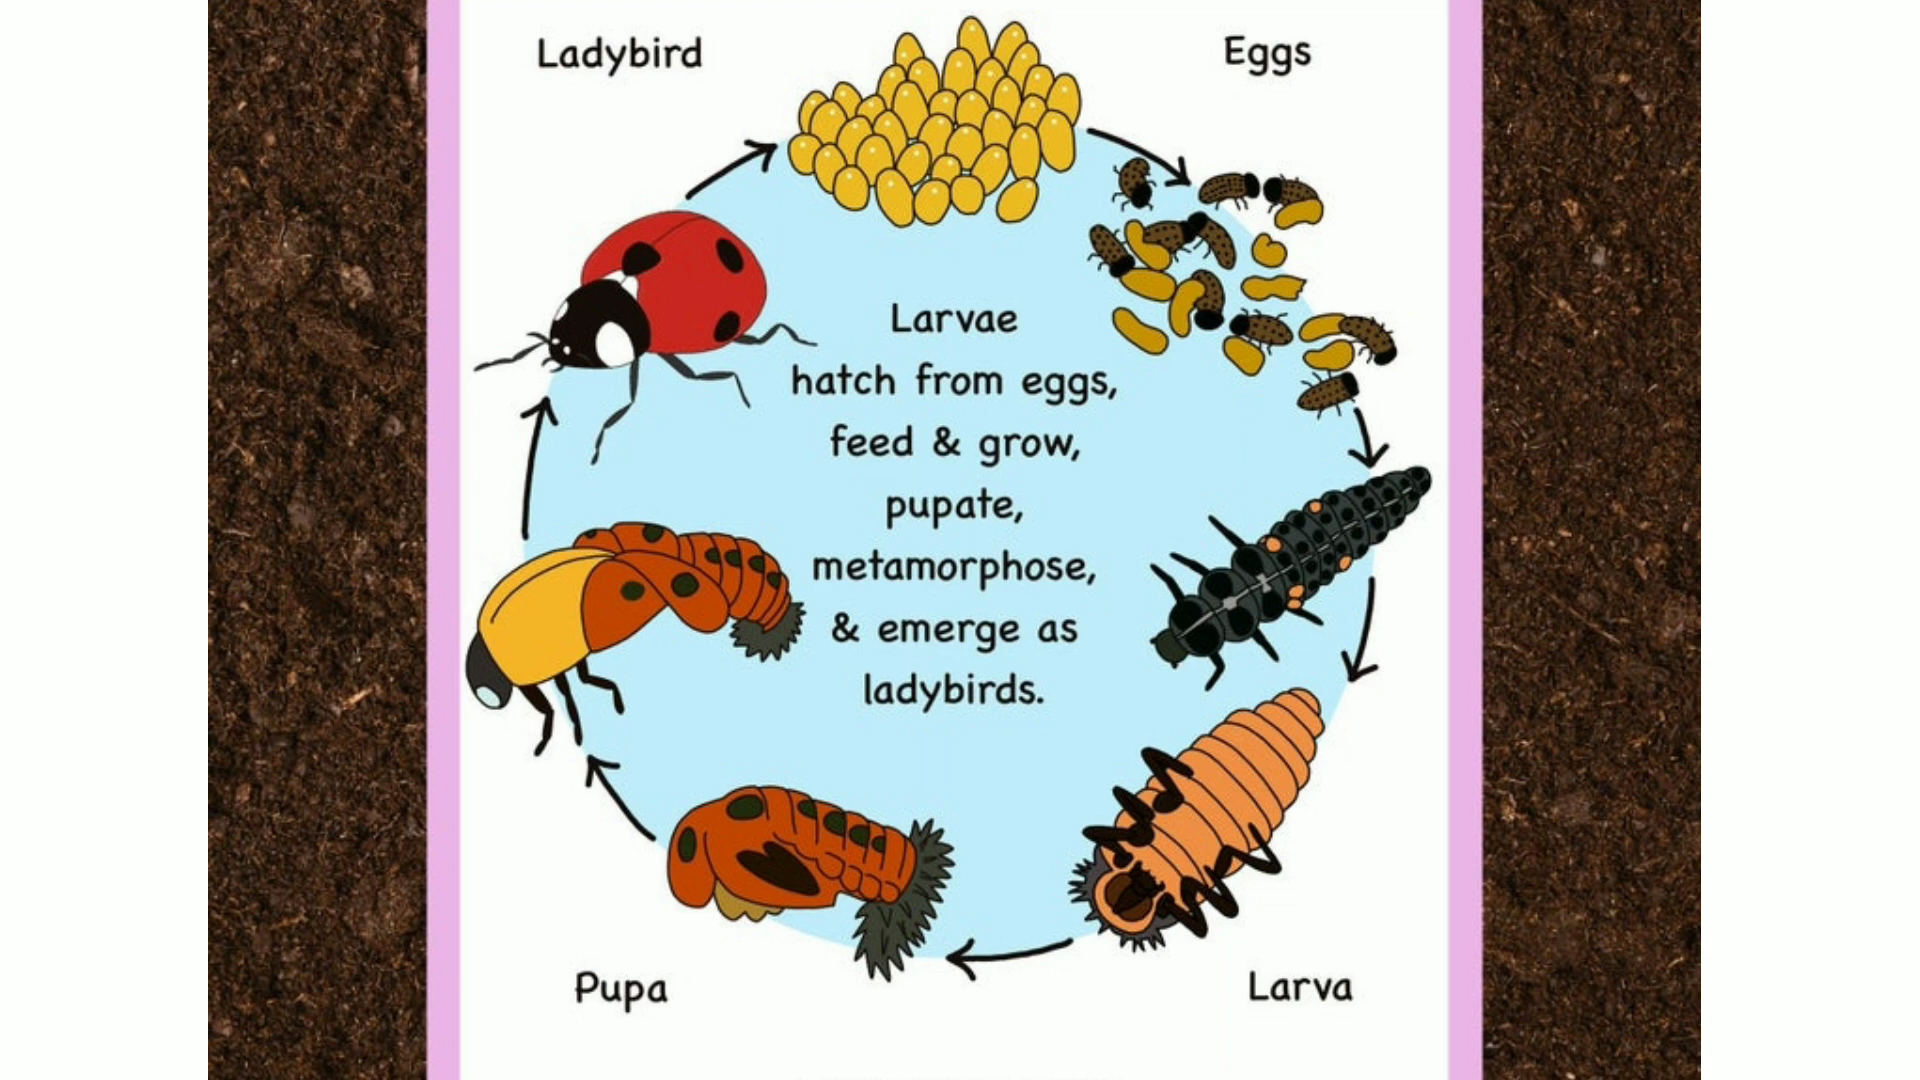 Ladybird
Eggs
Larvae
hatch from eggs,
feed & grow,
pupate,
metamorphose,
& emerge as
ladybirds.
Pupa
Larva